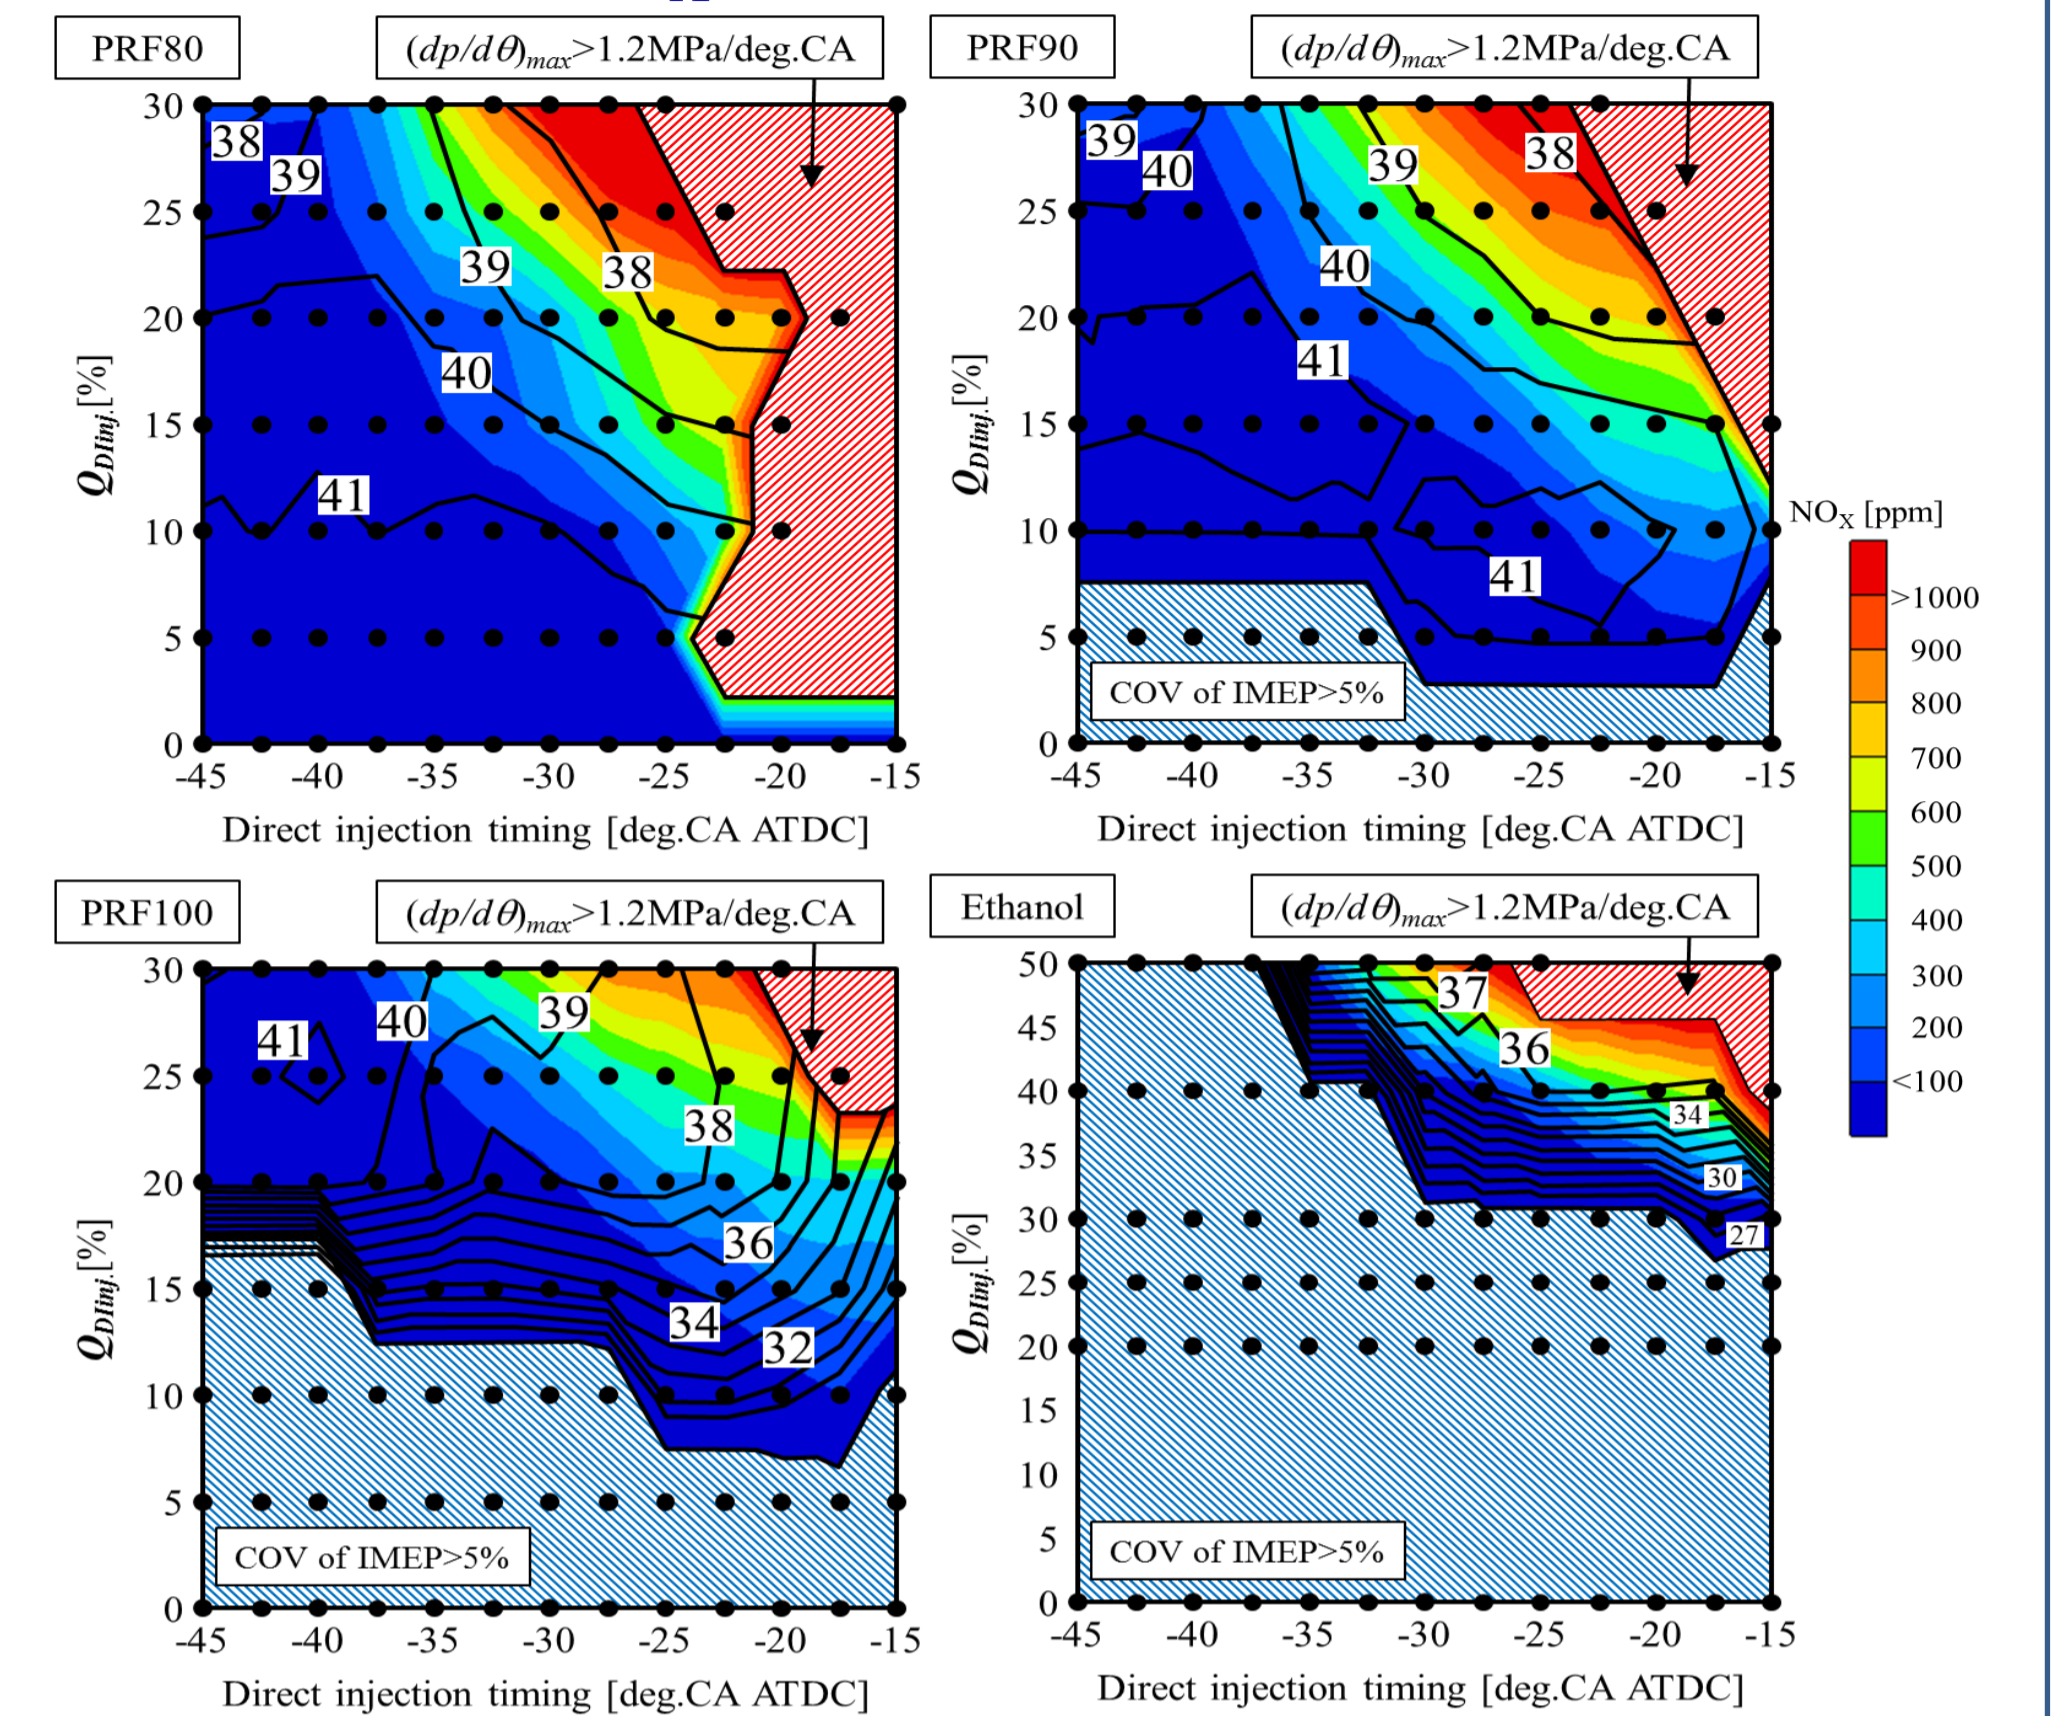 PRF80
(dp/dθ)max>1.2MPa/deg.CA
30
25
20
15
10
5
0
QDIinj.[%]
38
39
39
38
40
41
-45 -40 -35 -30 -25 -20 -15
Direct injection timing [deg.CA ATDC]
PRF90
(dp/dθ)max>1.2MPa/deg.CA
30
25
20
15
10
5
0
QDIinj.[%]
39
40
39
38
40
41
41
COV of IMEP>5%
-45 -40 -35 -30 -25 -20 -15
Direct injection timing [deg.CA ATDC]
NOX [ppm]
>1000
900
800
700
600
500
400
300
200
<100
PRF100
(dp/dθ)max>1.2MPa/deg.CA
30
25
20
15
10
5
0
QDIinj.[%]
41
40
39
38
36
34
32
COV of IMEP>5%
-45 -40 -35 -30 -25 -20 -15
Direct injection timing [deg.CA ATDC]
Ethanol
(dp/dθ)max>1.2MPa/deg.CA
50
45
40
35
30
25
20
15
10
5
0
QDIinj.[%]
37
36
34
30
27
COV of IMEP>5%
-45 -40 -35 -30 -25 -20 -15
Direct injection timing [deg.CA ATDC]